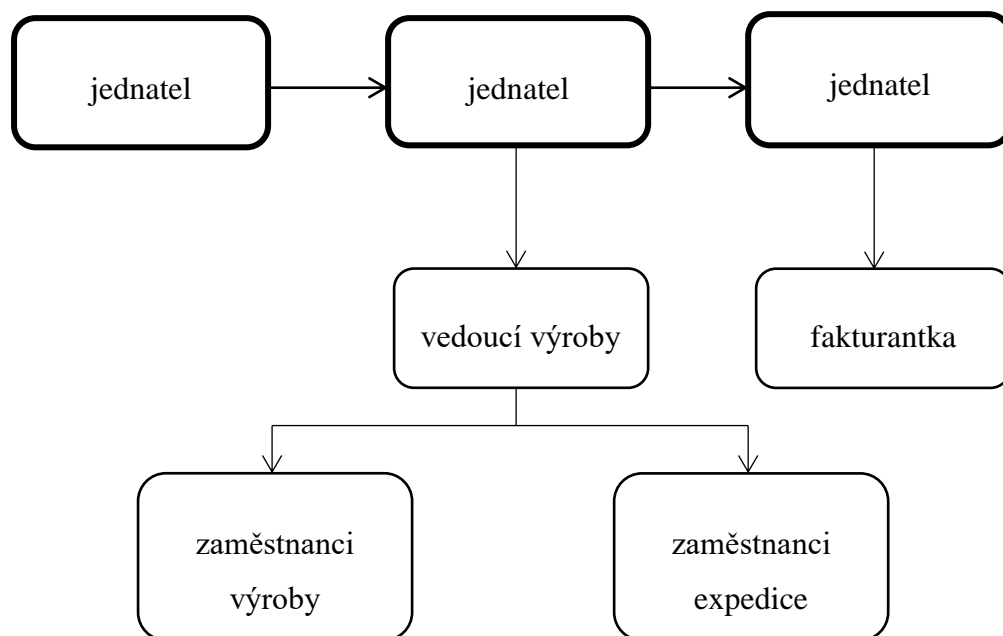 jednatel
jednatel
jednatel
vedoucí výroby
fakturantka
zaměstnanci
výroby
zaměstnanci
expedice